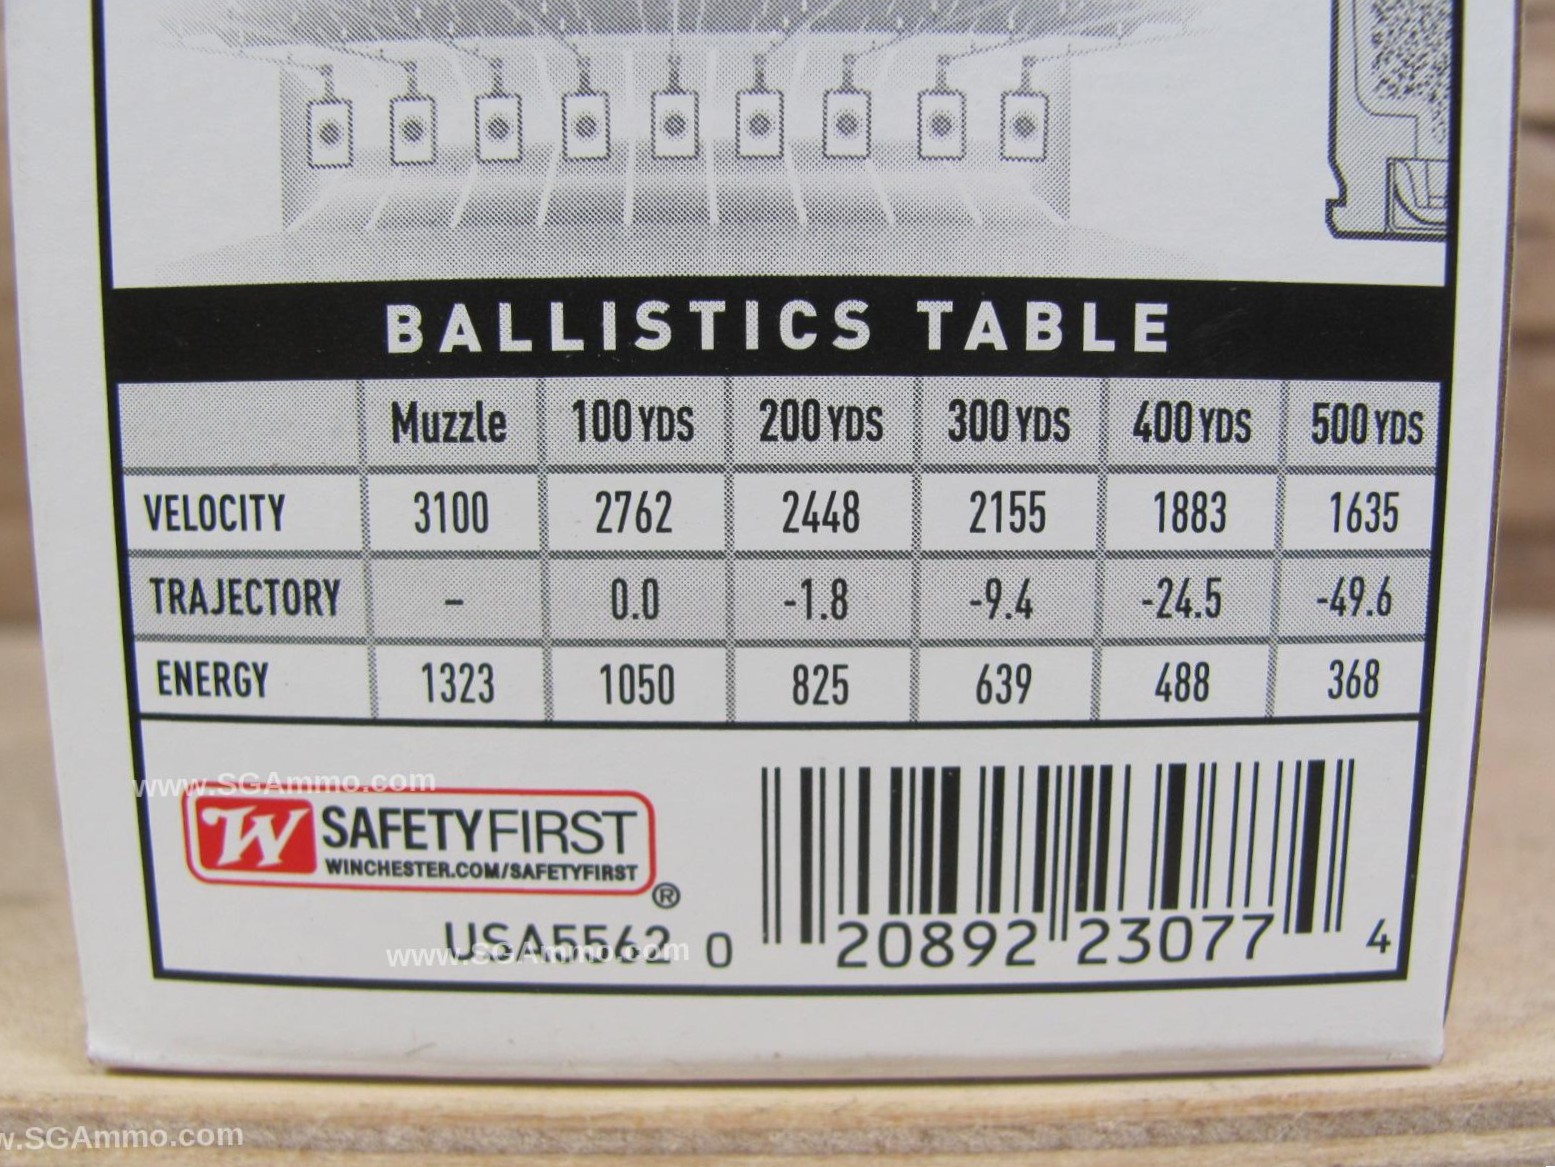 BALLISTICS TABLE
Muzzle 100 YDS 200 YDS 300 YDS 400 YDS 500 YDS
VELOCITY 3100 2762 2448 2155 1883 1635
TRAJECTORY – 0.0 -1.8 -9.4 -24.5 -49.6
ENERGY 1323 1050 825 639 488 368
www.SGAmmo.com
W SAFETYFIRST
WINCHESTER.COM/SAFETYFIRST
®
USA5562 0 20892 23077 4
www.SGAmmo.com
w.SGAmmo.com